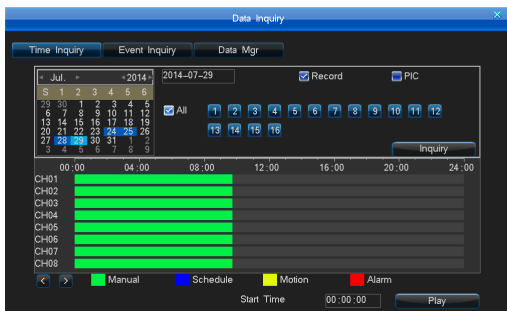 Data Inquiry
Time Inquiry Event Inquiry Data Mgr
Jul. 2014 2014-07-29 Record PIC
S 1 2 3 4 5 6
29 30 1 2 3 4 5
6 7 8 9 10 11 12
13 14 15 16 17 18 19
20 21 22 23 24 25 26
27 28 29 30 31 1 2
3 4 5 6 7 8 9
All 1 2 3 4 5 6 7 8 9 10 11 12
13 14 15 16
Inquiry
00:00 04:00 08:00 12:00 16:00 20:00 24:00
CH01
CH02
CH03
CH04
CH05
CH06
CH07
CH08
Manual Schedule Motion Alarm
Start Time 00:00:00 Play